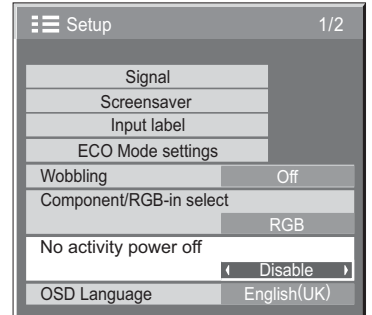 Setup 1/2
Signal
Screensaver
Input label
ECO Mode settings
Wobbling Off
Component/RGB-in select
RGB
No activity power off
Disable
OSD Language English(UK)